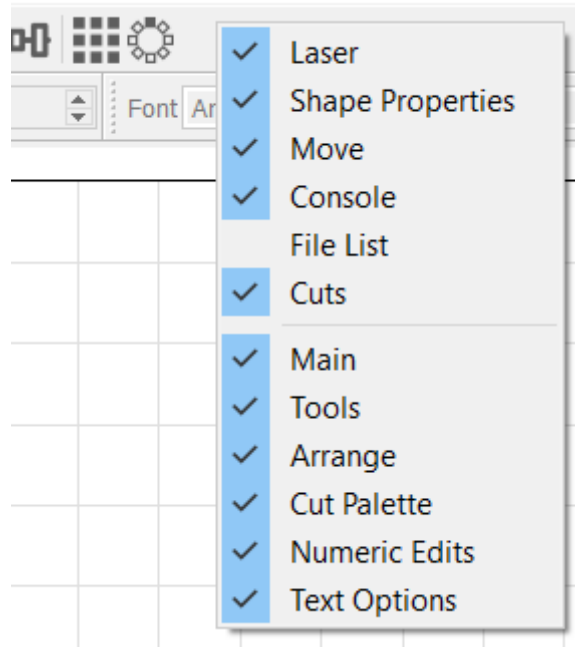 Laser
Font Ar
Shape Properties
Move
Console
File List
Cuts
Main
Tools
Arrange
Cut Palette
Numeric Edits
Text Options